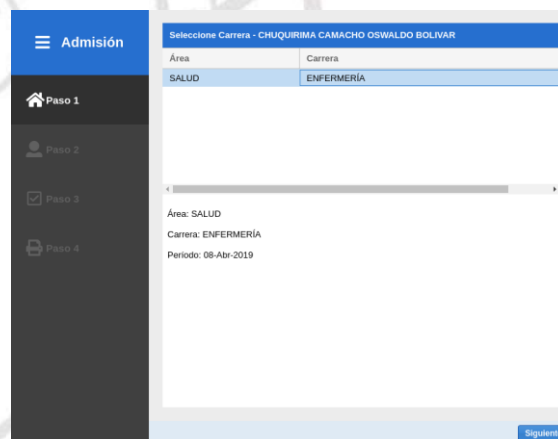 Admisión
Paso 1
Paso 2
Paso 3
Paso 4
Seleccione Carrera - CHUQUIRIMA CAMACHO OSWALDO BOLIVAR
Área Carrera
SALUD ENFERMERÍA
Área: SALUD
Carrera: ENFERMERÍA
Periodo: 08-Abr-2019
Siguient